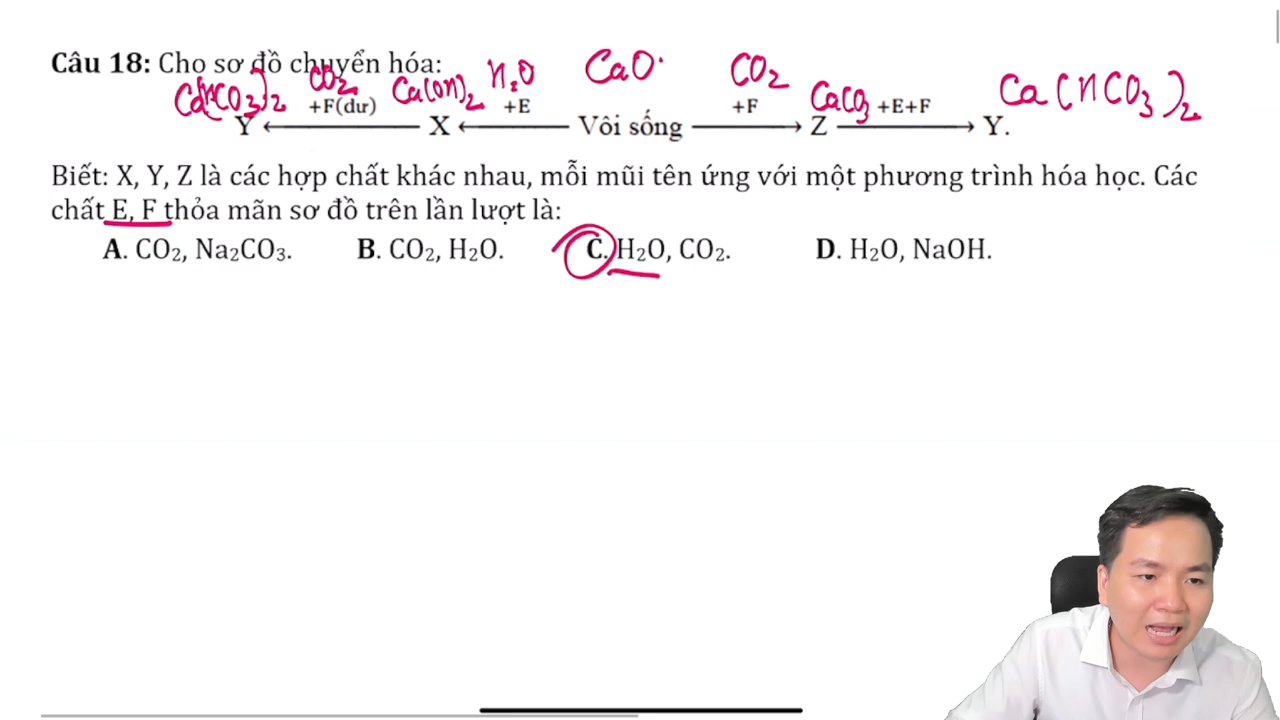 Câu 18: Cho sơ đồ chuyển hóa:
Ca(HCO3)2 CO2 Ca(OH)2 H2O CaO CO2 CaCO3 Ca(HCO3)2
+F(dư) +E +F +E+F
Y ← X ← Vôi sống → Z → Y.
Biết: X, Y, Z là các hợp chất khác nhau, mỗi mũi tên ứng với một phương trình hóa học. Các
chất E, F thỏa mãn sơ đồ trên lần lượt là:
A. CO₂, Na₂CO₃. B. CO₂, H₂O. C. H₂O, CO₂. D. H₂O, NaOH.